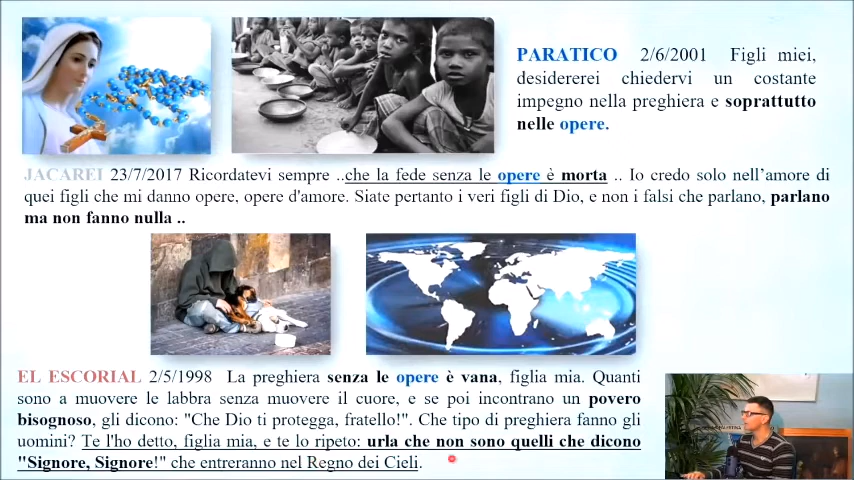 PARATICO 2/6/2001 Figli miei,
desidererei chiedervi un costante
impegno nella preghiera e soprattutto
nelle opere.
JACAREI 23/7/2017 Ricordatevi sempre ..che la fede senza le opere è morta .. Io credo solo nell'amore di
quei figli che mi danno opere, opere d'amore. Siate pertanto i veri figli di Dio, e non i falsi che parlano, parlano
ma non fanno nulla ..
EL ESCORIAL 2/5/1998 La preghiera senza le opere è vana, figlia mia. Quanti
sono a muovere le labbra senza muovere il cuore, e se poi incontrano un povero
bisognoso, gli dicono: "Che Dio ti protegga, fratello!". Che tipo di preghiera fanno gli
uomini? Te l'ho detto, figlia mia, e te lo ripeto: urla che non sono quelli che dicono
"Signore, Signore!" che entreranno nel Regno dei Cieli.